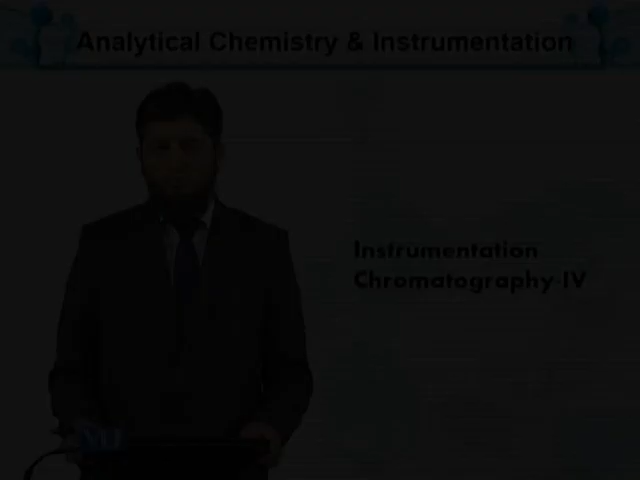 Analytical Chemistry & Instrumentation
Instrumentation
Chromatography-IV